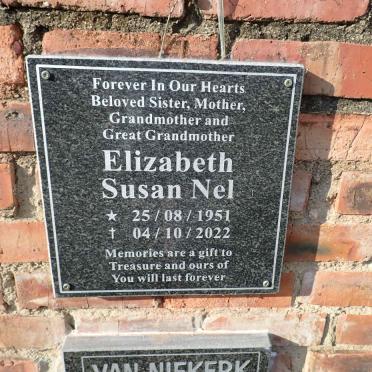 Forever In Our Hearts
Beloved Sister, Mother,
Grandmother and
Great Grandmother
Elizabeth
Susan Nel
★ 25/08/1951
† 04/10/2022
Memories are a gift to
Treasure and ours of
You will last forever
VAN NIEKERK